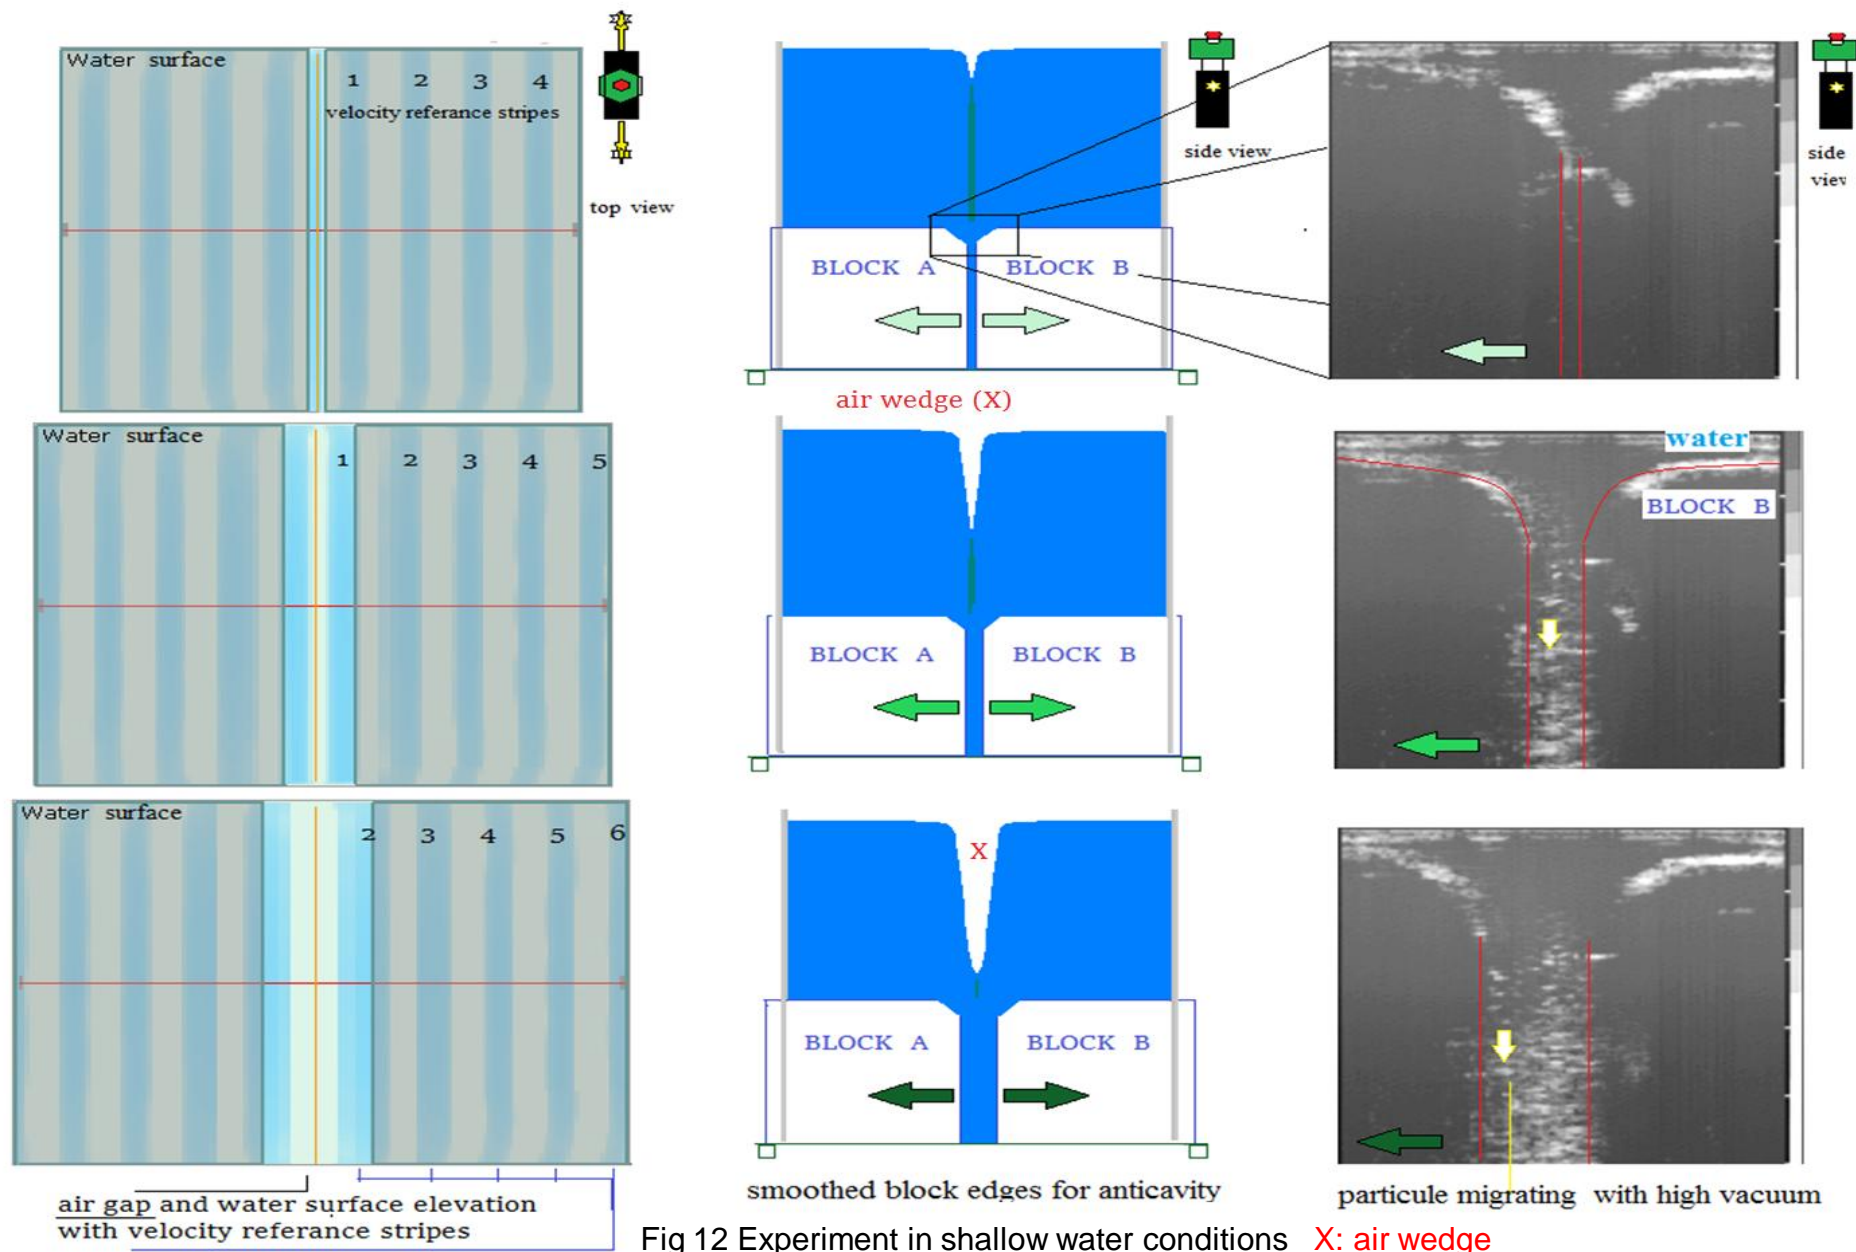 Water surface
1 2 3 4
velocity referance stripes
top view
side view
side
view
BLOCK A
BLOCK B
air wedge (X)
Water surface
1 2 3 4 5
BLOCK A
BLOCK B
water
BLOCK B
Water surface
2 3 4 5 6
X
BLOCK A
BLOCK B
air gap and water surface elevation
with velocity referance stripes
smoothed block edges for anticavity
particule migrating with high vacuum
Fig 12 Experiment in shallow water conditions X: air wedge